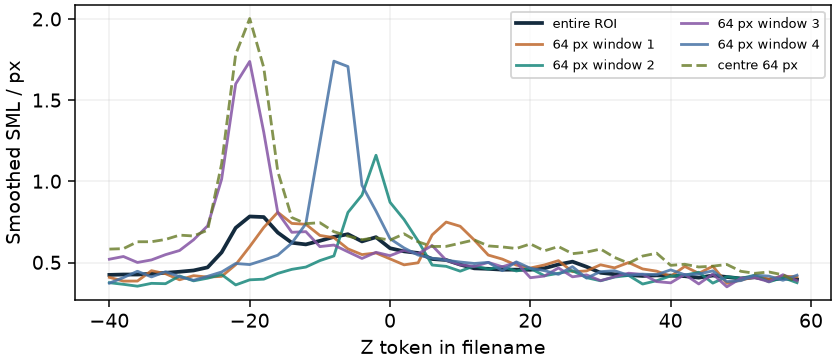 2.0
1.5
1.0
0.5
Smoothed SML / px
entire ROI
64 px window 1
64 px window 2
64 px window 3
64 px window 4
centre 64 px
−40
−20
0
20
40
60
Z token in filename